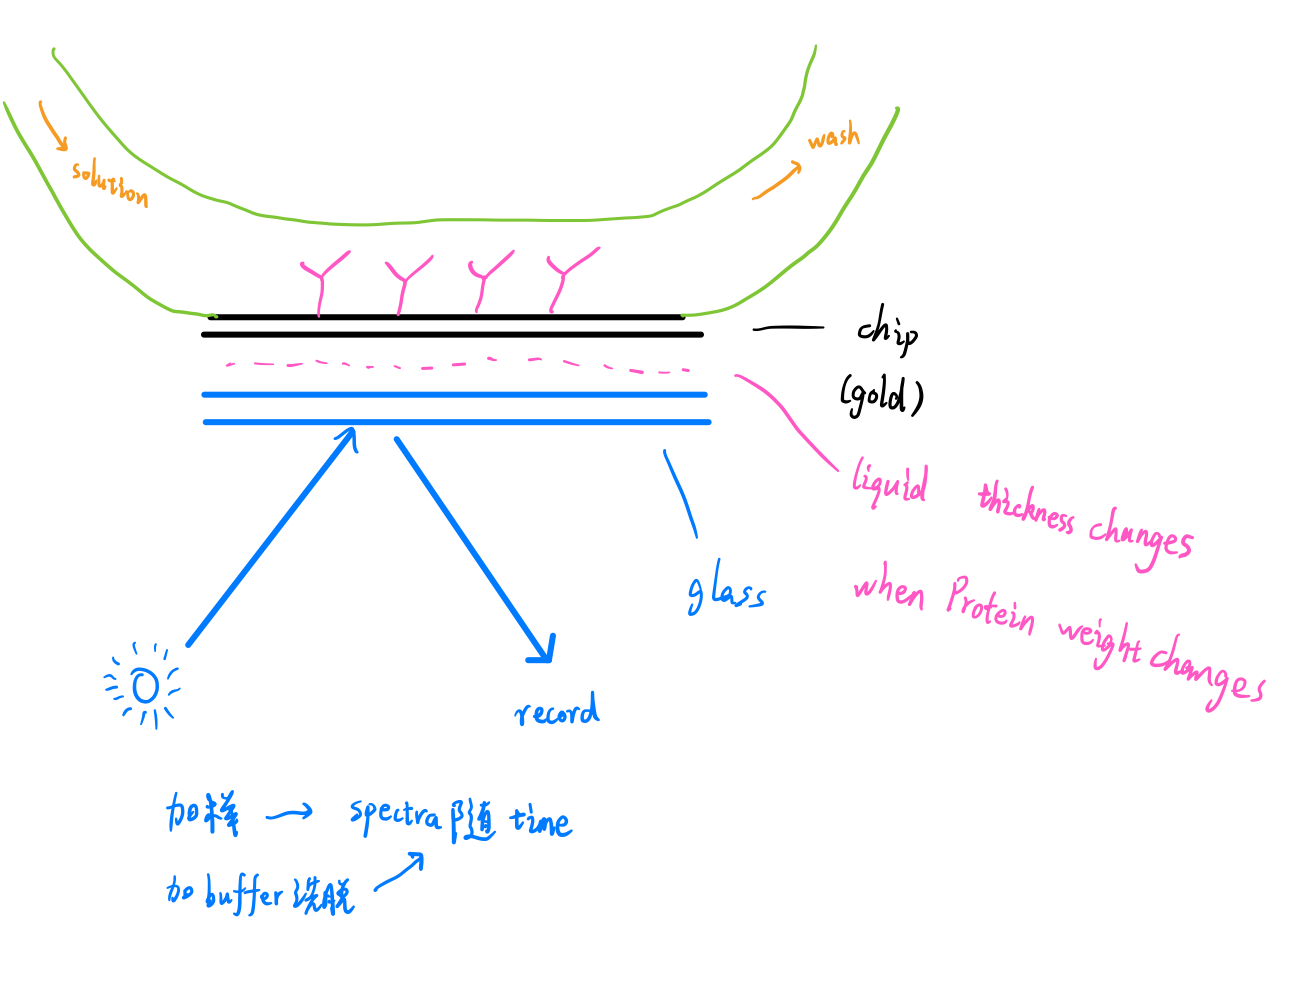 solution
wash
chip
(gold)
liquid thickness changes
when Protein weight changes
glass
record
加样 → spectra 随 time
加 buffer 洗脱